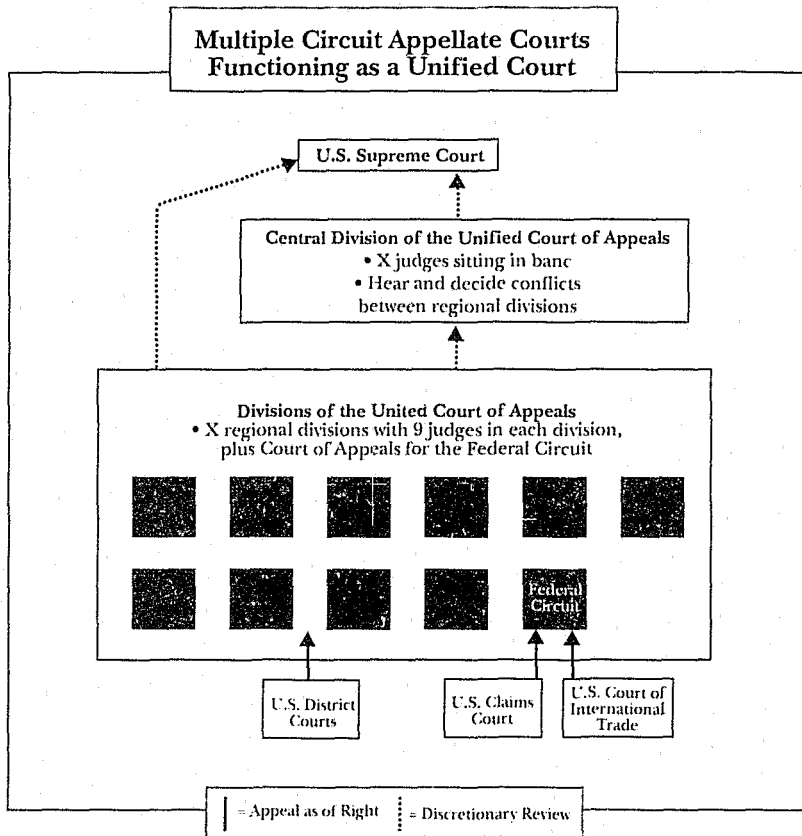 Multiple Circuit Appellate Courts
Functioning as a Unified Court
U.S. Supreme Court
Central Division of the Unified Court of Appeals
• X judges sitting in banc
• Hear and decide conflicts
between regional divisions
Divisions of the United Court of Appeals
• X regional divisions with 9 judges in each division,
plus Court of Appeals for the Federal Circuit
Federal
Circuit
U.S. District
Courts
U.S. Claims
Court
U.S. Court of
International
Trade
= Appeal as of Right = Discretionary Review